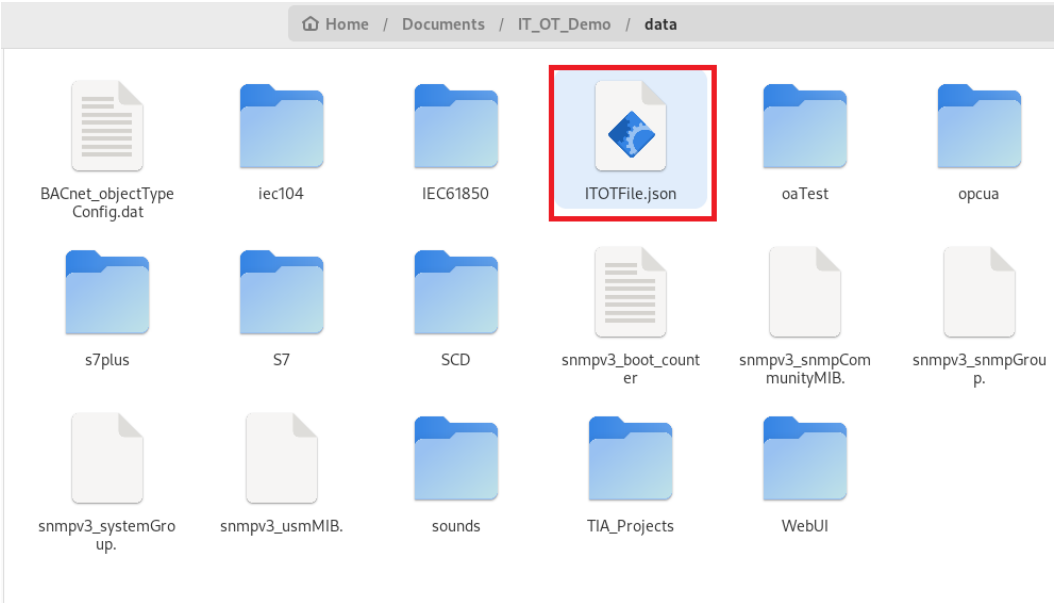 Home / Documents / IT_OT_Demo / data
BACnet_objectType
Config.dat
iec104
IEC61850
ITOTFile.json
oaTest
opcua
s7plus
S7
SCD
snmpv3_boot_count
er
snmpv3_snmpCom
munityMIB.
snmpv3_snmpGrou
p.
snmpv3_systemGro
up.
snmpv3_usmMIB.
sounds
TIA_Projects
WebUI